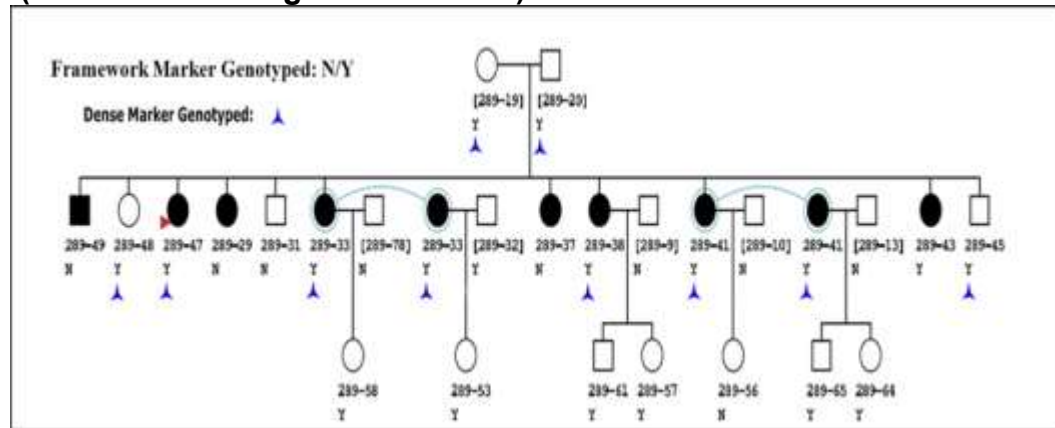 Framework Marker Genotyped: N/Y
Dense Marker Genotyped:
[289-19] [289-20]
Y Y
289-49 289-48 289-47 289-29 289-31 289-33 [289-78] 289-33 [289-32] 289-37 289-38 [289-9] 289-41 [289-10] 289-41 [289-13] 289-43 289-45
N Y Y N N Y N Y Y N Y N Y N Y N Y Y
289-58 289-53 289-61 289-57 289-56 289-65 289-64
Y Y Y Y N Y Y